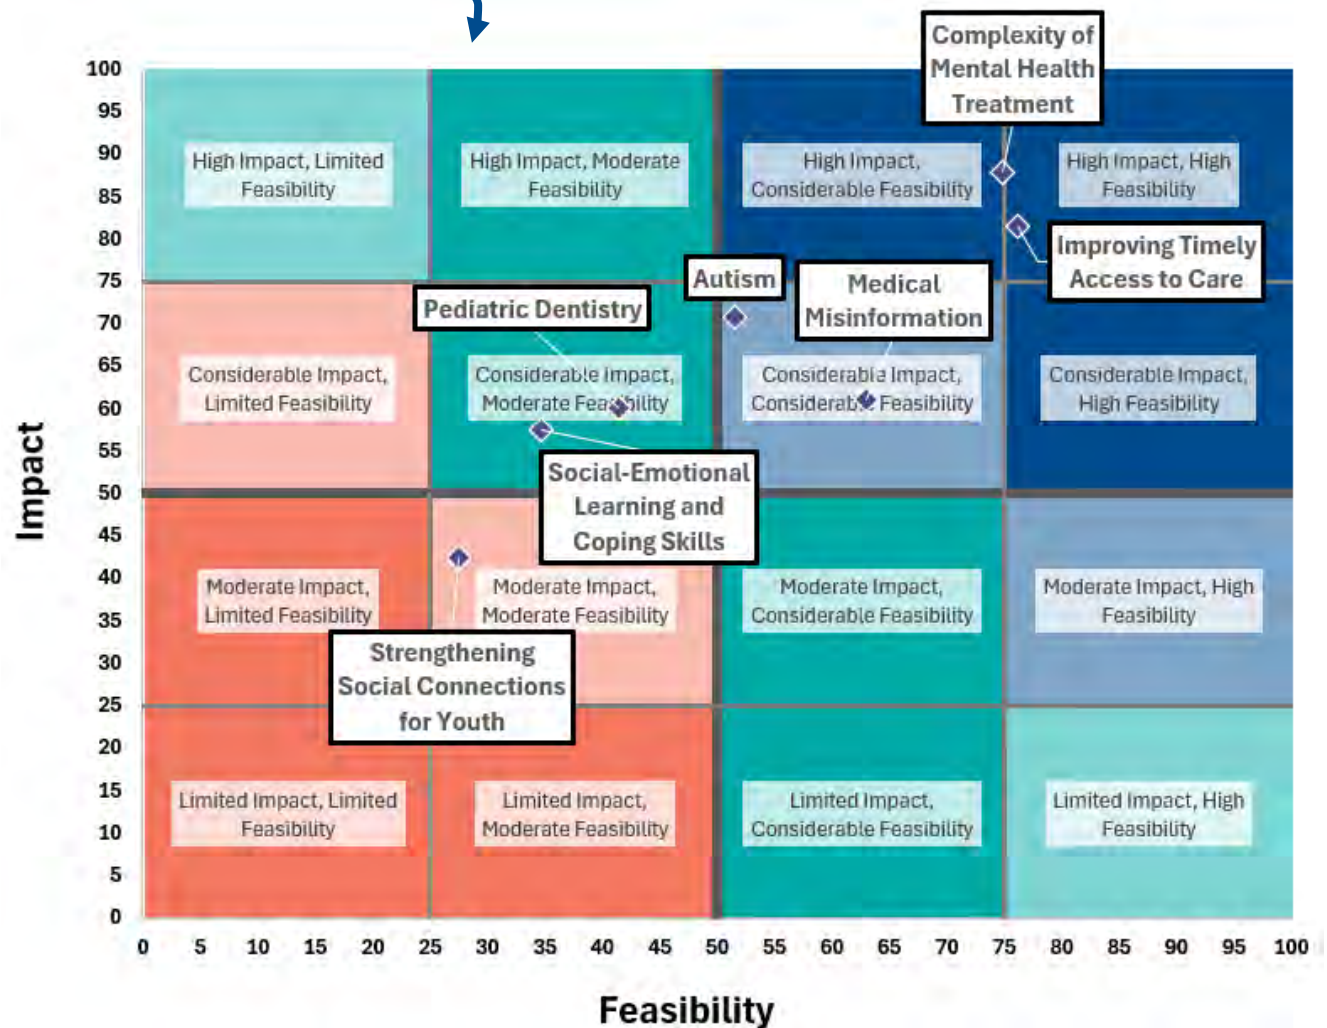 Complexity of
Mental Health
Treatment
100
95
90
85
80
75
70
65
60
55
50
45
40
35
30
25
20
15
10
5
0
Impact
High Impact, Limited
Feasibility
High Impact, Moderate
Feasibility
High Impact,
Considerable Feasibility
High Impact, High
Feasibility
Improving Timely
Access to Care
Autism
Medical
Misinformation
Pediatric Dentistry
Considerable Impact,
Limited Feasibility
Considerable Impact,
Moderate Feasibility
Considerable Impact,
Considerable Feasibility
Considerable Impact,
High Feasibility
Social-Emotional
Learning and
Coping Skills
Moderate Impact,
Limited Feasibility
Moderate Impact,
Moderate Feasibility
Moderate Impact,
Considerable Feasibility
Moderate Impact, High
Feasibility
Strengthening
Social Connections
for Youth
Limited Impact, Limited
Feasibility
Limited Impact,
Moderate Feasibility
Limited Impact,
Considerable Feasibility
Limited Impact, High
Feasibility
0 5 10 15 20 25 30 35 40 45 50 55 60 65 70 75 80 85 90 95 100
Feasibility